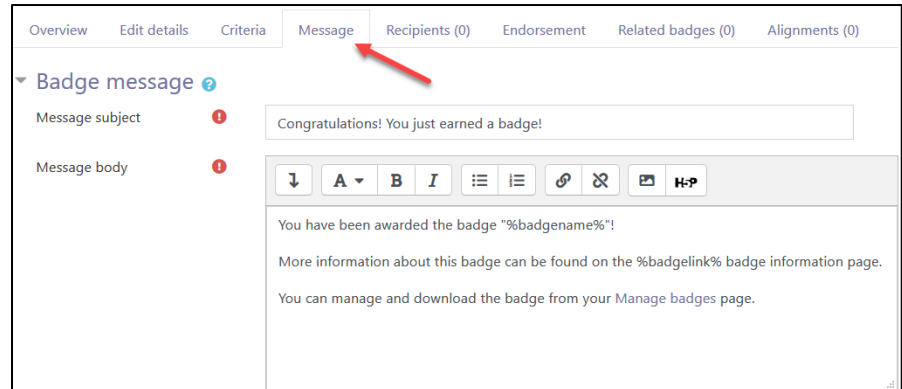 Overview Edit details Criteria Message Recipients (0) Endorsement Related badges (0) Alignments (0)
Badge message ?
Message subject ! Congratulations! You just earned a badge!
Message body !
A B I H-P
You have been awarded the badge "%badgename%"!
More information about this badge can be found on the %badgelink% badge information page.
You can manage and download the badge from your Manage badges page.